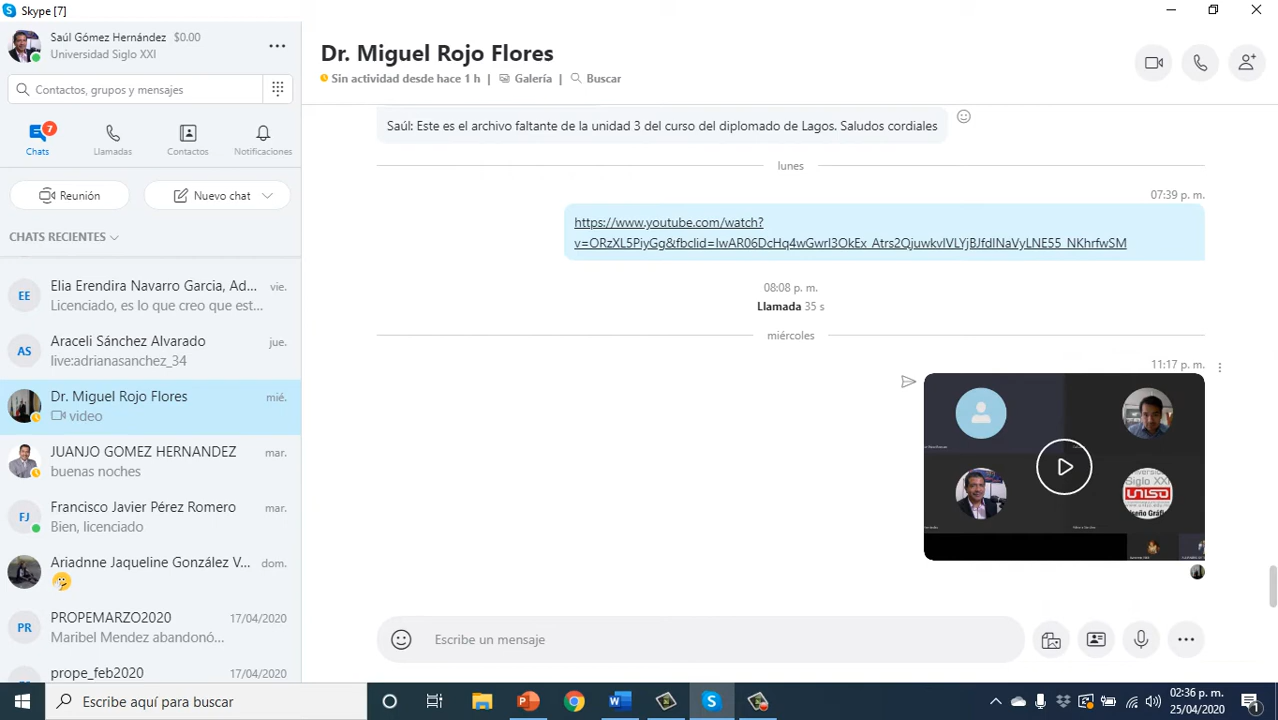 Skype [7]
Saúl Gómez Hernández $0.00
Universidad Siglo XXI
Contactos, grupos y mensajes
7
Chats
Llamadas
Contactos
Notificaciones
Reunión
Nuevo chat
CHATS RECIENTES
EE
Elia Erendira Navarro Garcia, Ad... vie.
Licenciado, es lo que creo que est...
AS
Aracelí Sánchez Alvarado jue.
live:adrianasanchez_34
Dr. Miguel Rojo Flores mié.
video
JUANJO GOMEZ HERNANDEZ mar.
buenas noches
FJ
Francisco Javier Pérez Romero mar.
Bien, licenciado
Ariadnne Jaqueline González V... dom.
PR
PROPEMARZO2020 17/04/2020
Maribel Mendez abandonó...
prope_feb2020 17/04/2020
Dr. Miguel Rojo Flores
Sin actividad desde hace 1 h | Galería | Buscar
Saúl: Este es el archivo faltante de la unidad 3 del curso del diplomado de Lagos. Saludos cordiales
lunes
07:39 p. m.
https://www.youtube.com/watch?
v=ORzXL5PiyGg&fbclid=IwAR06DcHq4wGwrI3OkEx_Atrs2QjuwkvIVLYjBJfdlNaVyLNE55_NKhrfwSM
08:08 p. m.
Llamada 35 s
miércoles
11:17 p. m.
Siglo XXI
UNISO
Escribe un mensaje
Escribe aquí para buscar
02:36 p. m.
25/04/2020
1